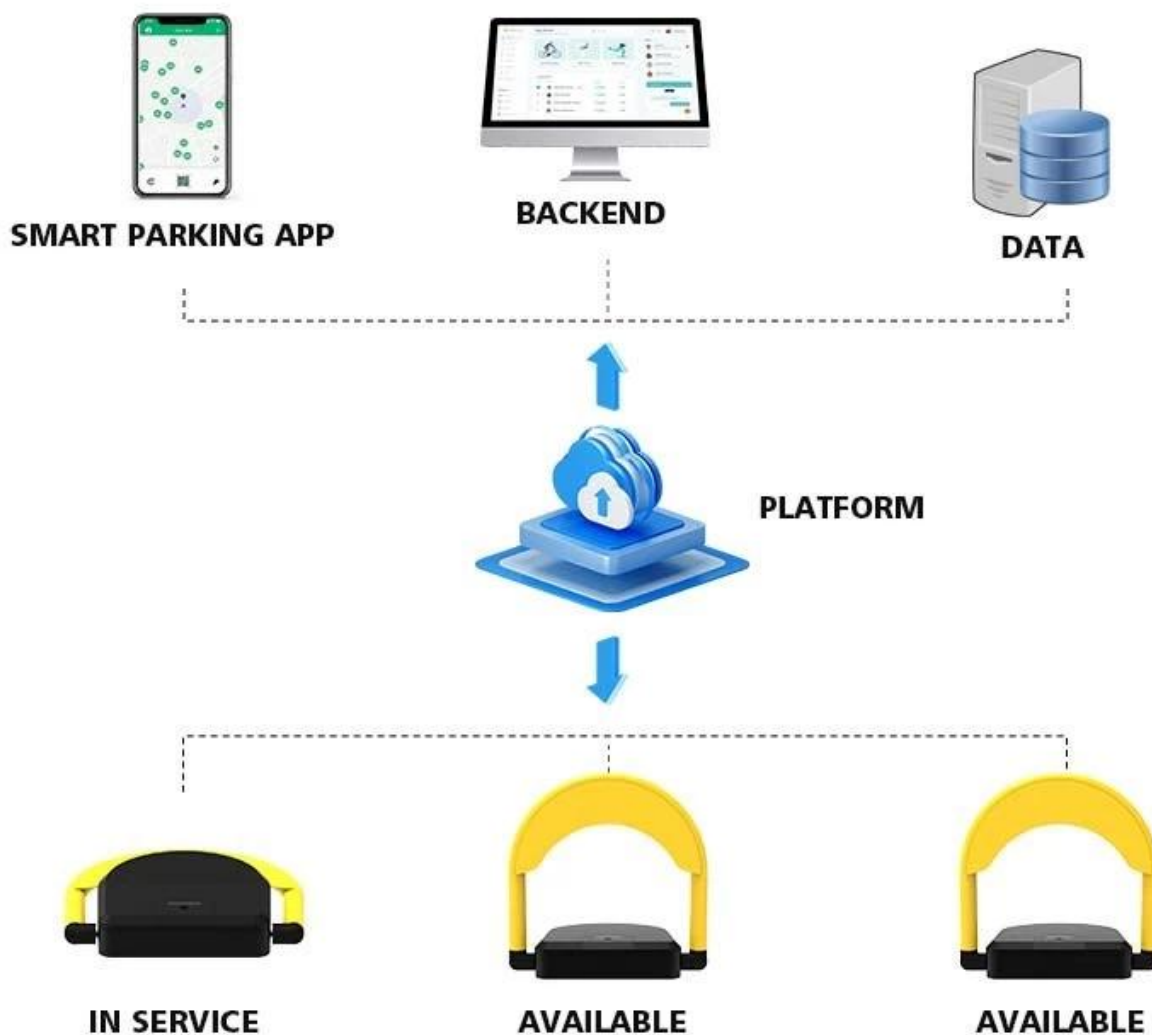 SMART PARKING APP
BACKEND
DATA
PLATFORM
IN SERVICE
AVAILABLE
AVAILABLE